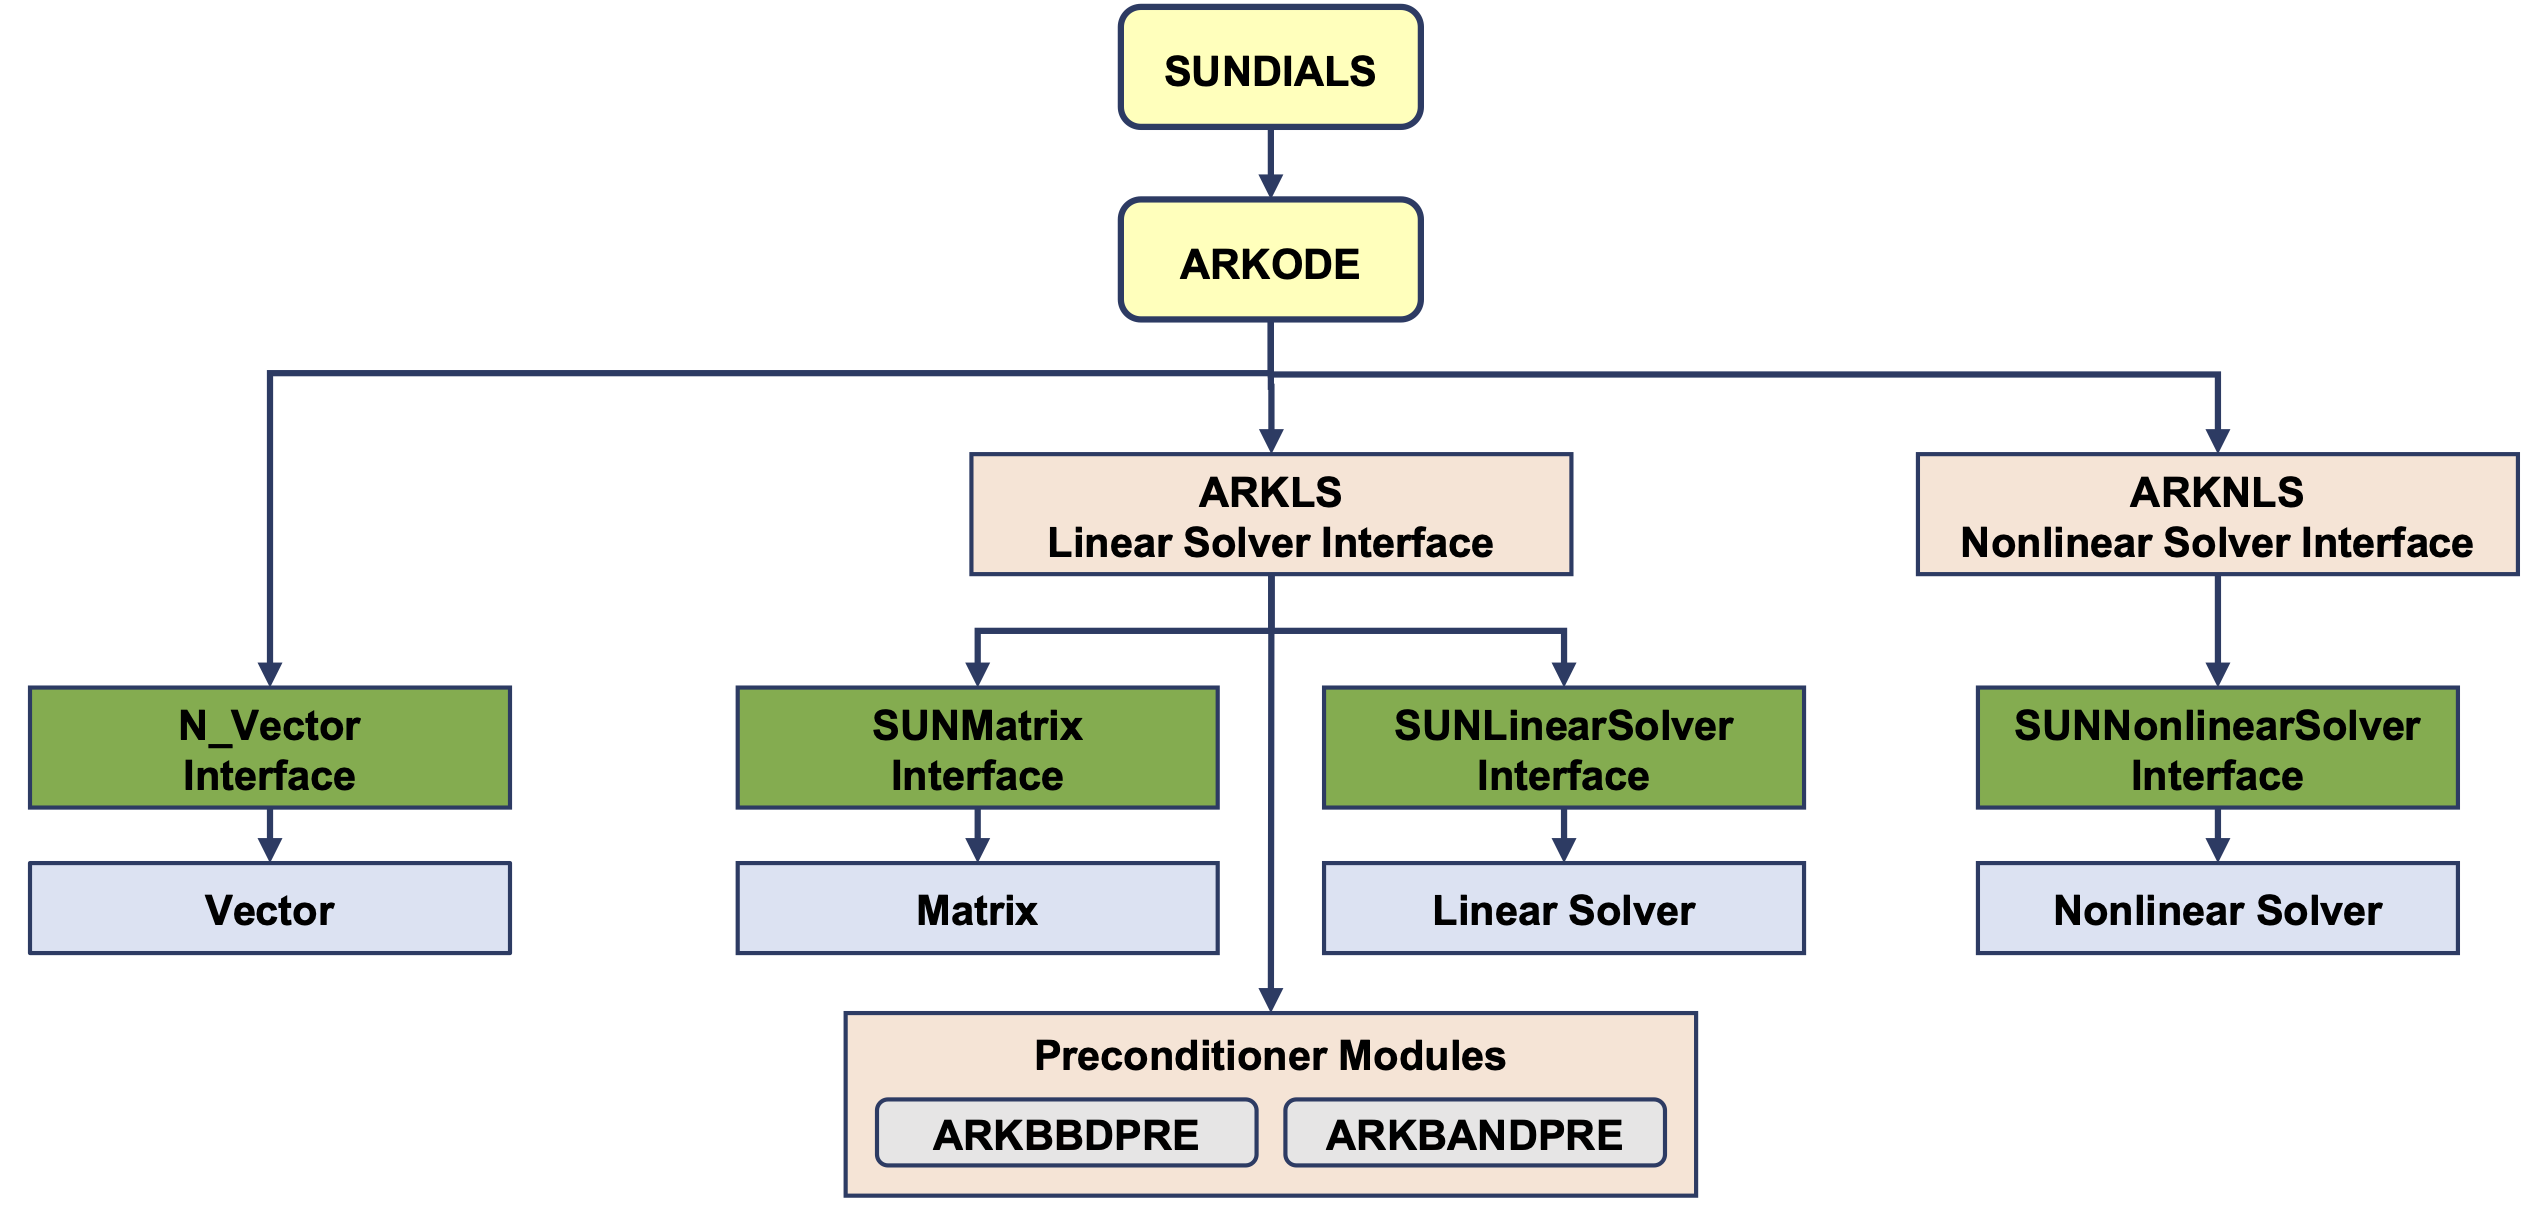 SUNDIALS
ARKODE
ARKLS
Linear Solver Interface
ARKNLS
Nonlinear Solver Interface
N_Vector
Interface
SUNMatrix
Interface
SUNLinearSolver
Interface
SUNNonlinearSolver
Interface
Vector
Matrix
Linear Solver
Nonlinear Solver
Preconditioner Modules
ARKBBDPRE
ARKBANDPRE